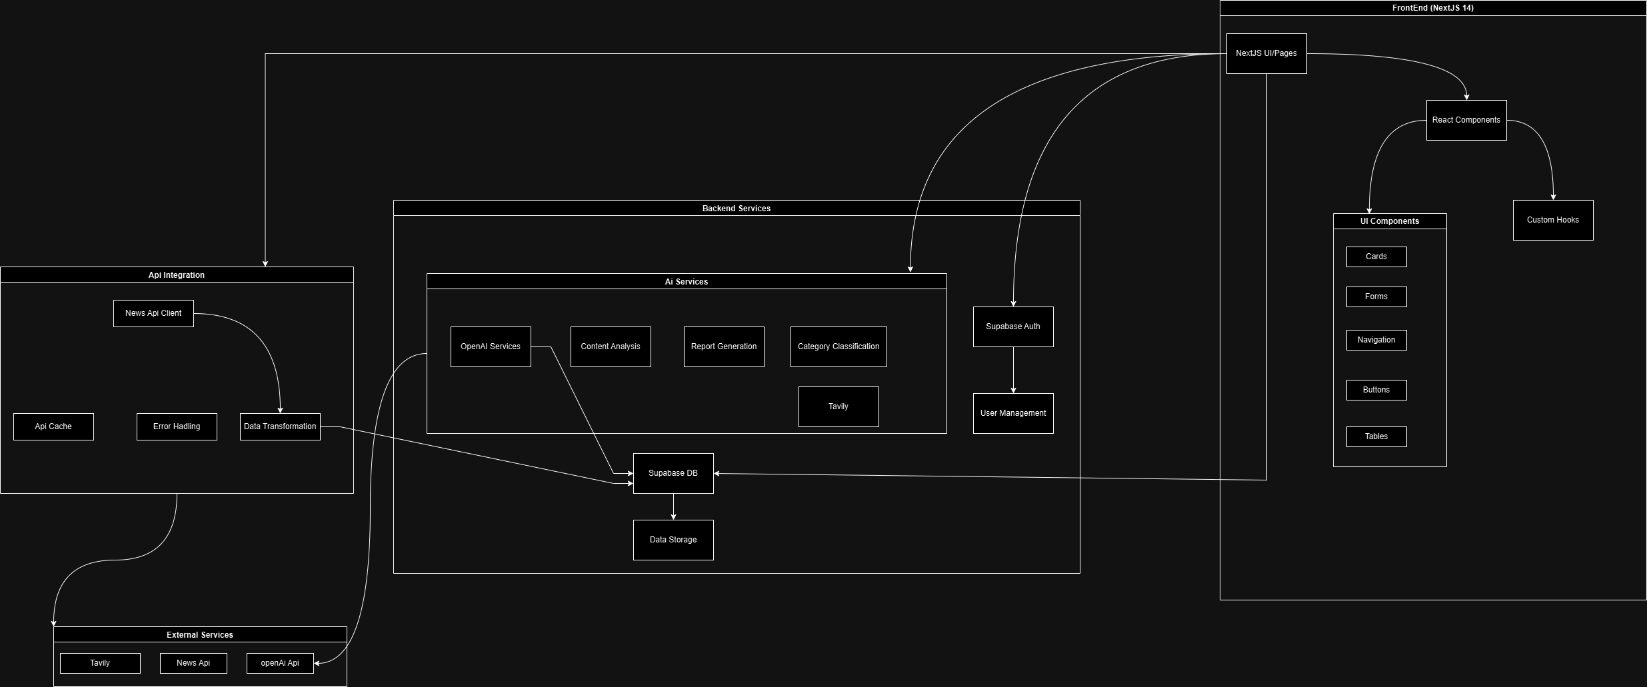 FrontEnd (NextJS 14)
NextJS UI/Pages
React Components
Custom Hooks
UI Components
Cards
Forms
Navigation
Buttons
Tables
Backend Services
Ai Services
OpenAI Services
Content Analysis
Report Generation
Category Classification
Tavily
Supabase Auth
User Management
Supabase DB
Data Storage
Api Integration
News Api Client
Api Cache
Error Hadling
Data Transformation
External Services
Tavily
News Api
openAi Api